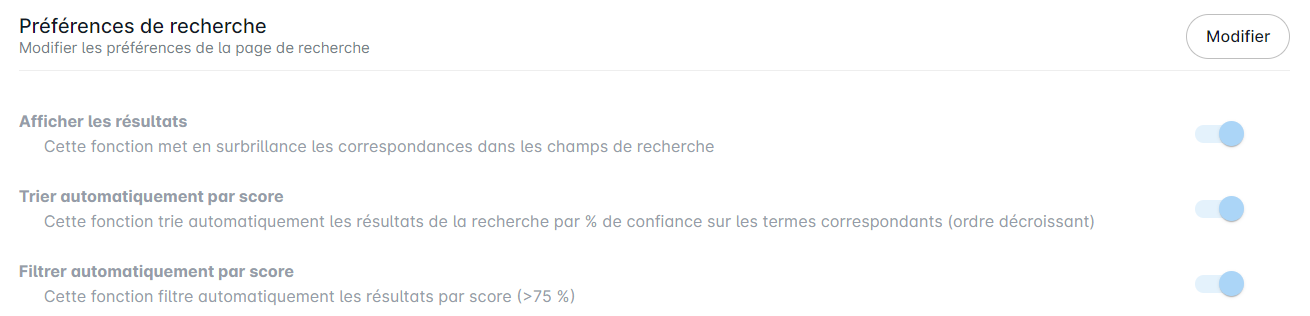 Préférences de recherche
Modifier les préférences de la page de recherche
Modifier
Afficher les résultats
Cette fonction met en surbrillance les correspondances dans les champs de recherche
Trier automatiquement par score
Cette fonction trie automatiquement les résultats de la recherche par % de confiance sur les termes correspondants (ordre décroissant)
Filtrer automatiquement par score
Cette fonction filtre automatiquement les résultats par score (>75 %)